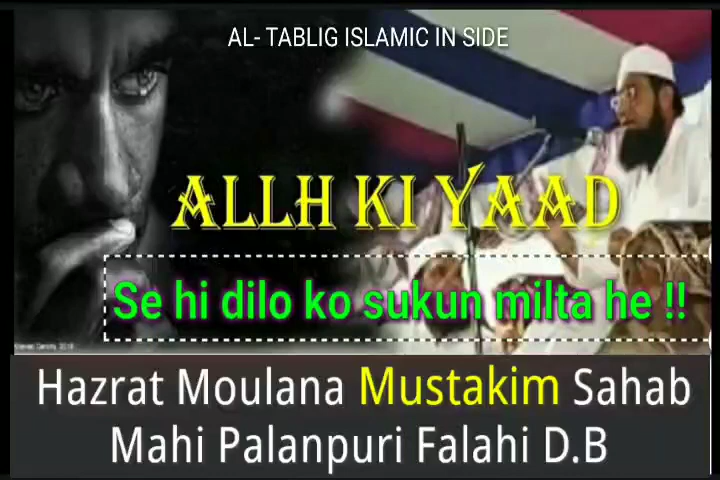 AL- TABLIG ISLAMIC IN SIDE
ALLH KI YAAD
Se hi dilo ko sukun milta he !!
Hazrat Moulana Mustakim Sahab
Mahi Palanpuri Falahi D.B